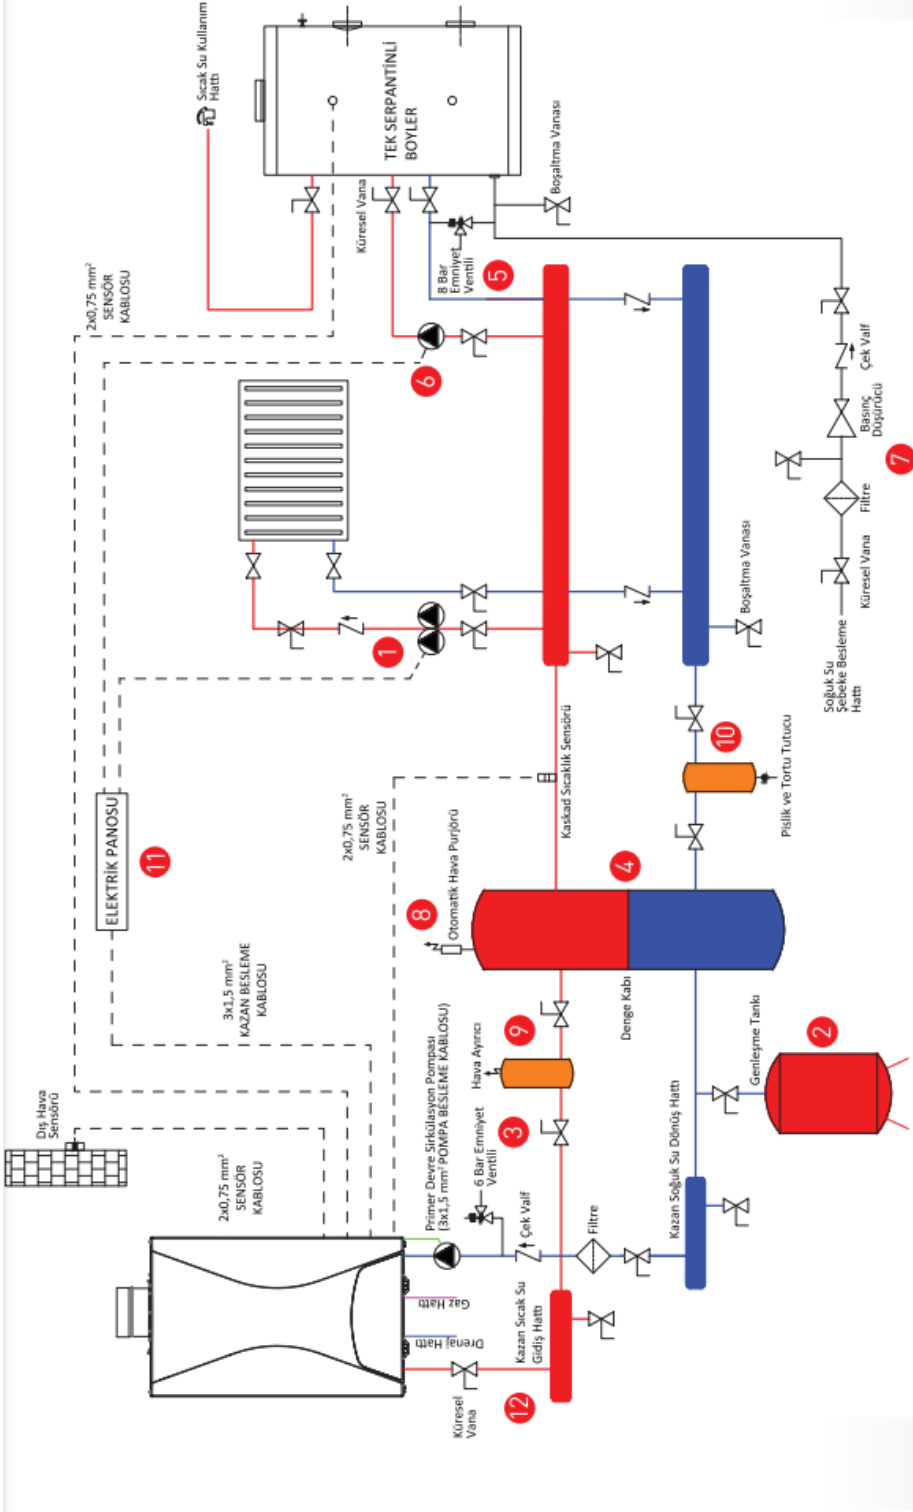 Dış Hava
Sensörü
2x0,75 mm²
SENSÖR
KABLOSU
3x1,5 mm²
KAZAN BESLEME
KABLOSU
ELEKTRİK PANOSU
11
2x0,75 mm²
SENSÖR
KABLOSU
2x0,75 mm²
SENSÖR
KABLOSU
Sıcak Su Kullanım
Hattı
TEK SERPANTİNLİ
BOYLER
Küresel Vana
8 Bar
Emniyet
Ventili
5
6
1
Boşaltma Vanası
Gaz Hattı
Drenaj Hattı
Küresel
Vana
12
Kazan Sıcak Su
Gidiş Hattı
Primer Devre Sirkülasyon Pompası
(3x1,5 mm² POMPA BESLEME KABLOSU)
6 Bar Emniyet
Ventili
Çek Valf
Filtre
3
Hava Ayırıcı
9
8
Otomatik Hava Purjörü
Denge Kabı
4
Kaskad Sıcaklık Sensörü
Kazan Soğuk Su Dönüş Hattı
Genleşme Tankı
2
10
Pislik ve Tortu Tutucu
Boşaltma Vanası
Soğuk Su
Şebeke Besleme
Hattı
Küresel Vana
Filtre
7
Basınç
Düşürücü
Çek Valf